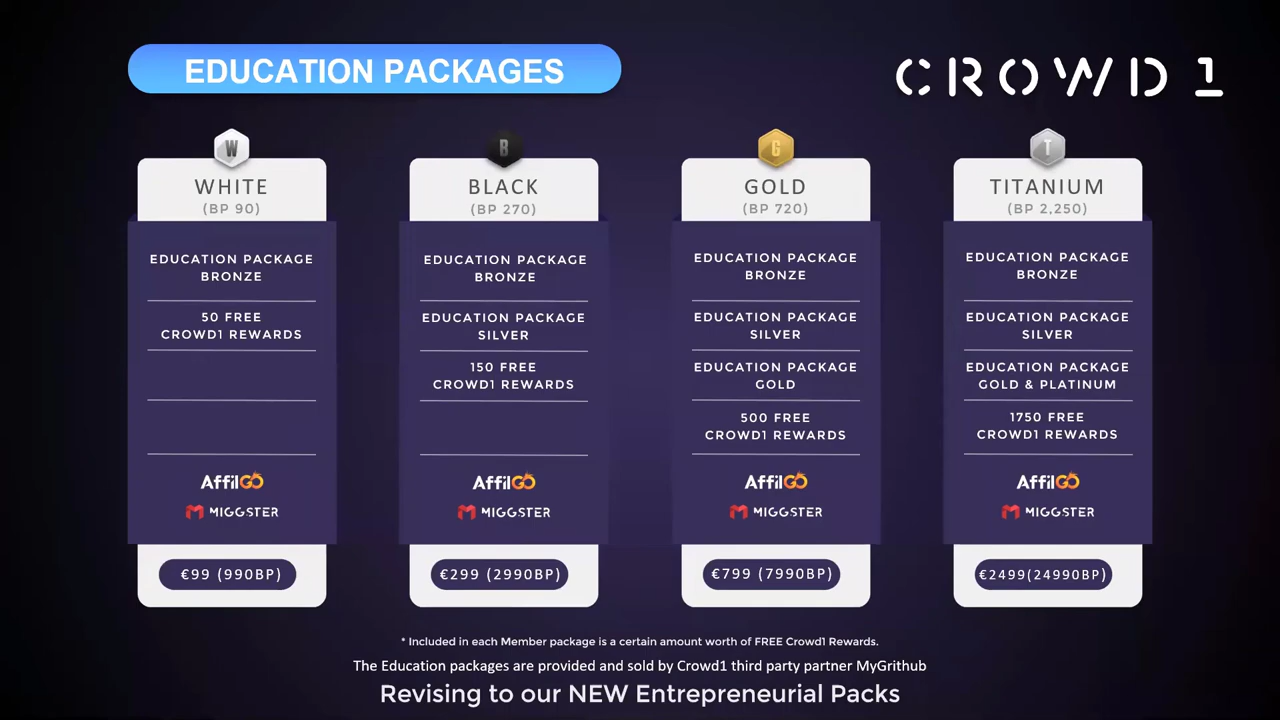 EDUCATION PACKAGES
CROWD 1
W
WHITE
(BP 90)
EDUCATION PACKAGE
BRONZE
50 FREE
CROWD1 REWARDS
AffilGO
MIGGSTER
€99 (990BP)
B
BLACK
(BP 270)
EDUCATION PACKAGE
BRONZE
EDUCATION PACKAGE
SILVER
150 FREE
CROWD1 REWARDS
AffilGO
MIGGSTER
€299 (2990BP)
G
GOLD
(BP 720)
EDUCATION PACKAGE
BRONZE
EDUCATION PACKAGE
SILVER
EDUCATION PACKAGE
GOLD
500 FREE
CROWD1 REWARDS
AffilGO
MIGGSTER
€799 (7990BP)
T
TITANIUM
(BP 2,250)
EDUCATION PACKAGE
BRONZE
EDUCATION PACKAGE
SILVER
EDUCATION PACKAGE
GOLD & PLATINUM
1750 FREE
CROWD1 REWARDS
AffilGO
MIGGSTER
€2499(24990BP)
* Included in each Member package is a certain amount worth of FREE Crowd1 Rewards.
The Education packages are provided and sold by Crowd1 third party partner MyGrithub
Revising to our NEW Entrepreneurial Packs